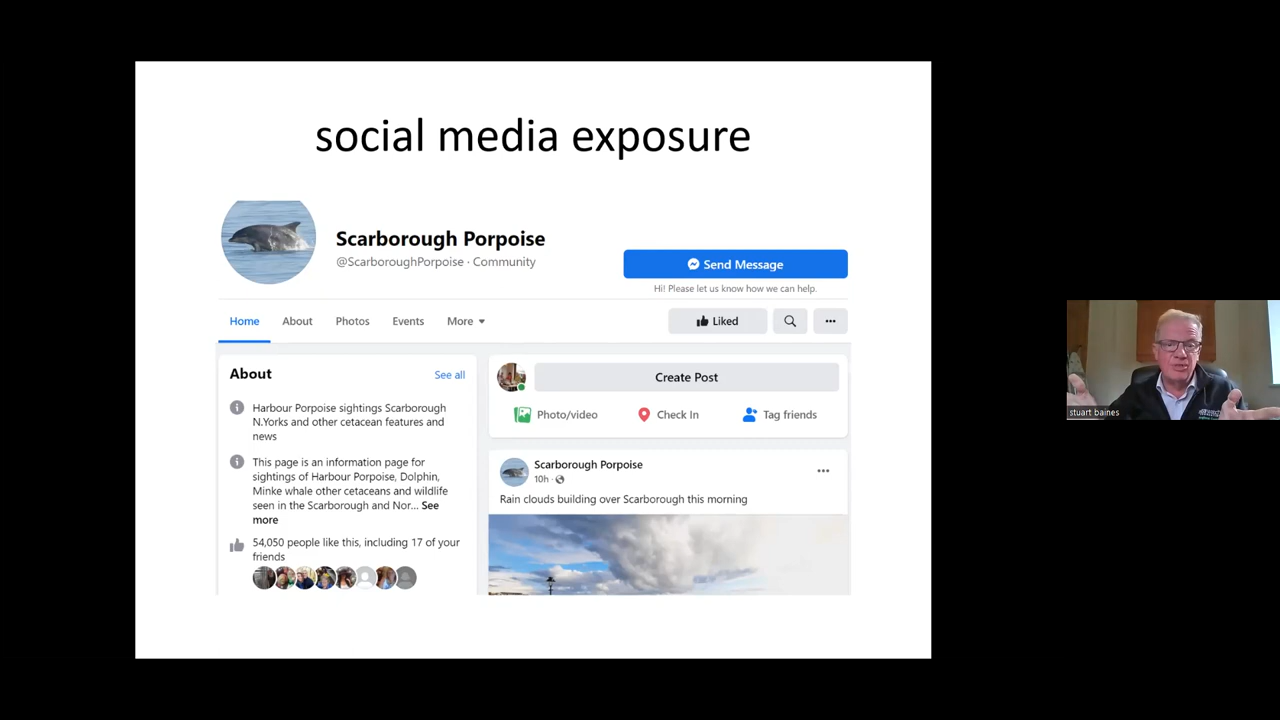 social media exposure
Scarborough Porpoise
@ScarboroughPorpoise · Community
Send Message
Hi! Please let us know how we can help.
Home About Photos Events More
Liked
About
See all
Harbour Porpoise sightings Scarborough
N.Yorks and other cetacean features and
news
This page is an information page for
sightings of Harbour Porpoise, Dolphin,
Minke whale other cetaceans and wildlife
seen in the Scarborough and Nor... See
more
54,050 people like this, including 17 of your
friends
Create Post
Photo/video Check In Tag friends
Scarborough Porpoise
10h ·
Rain clouds building over Scarborough this morning
stuart baines